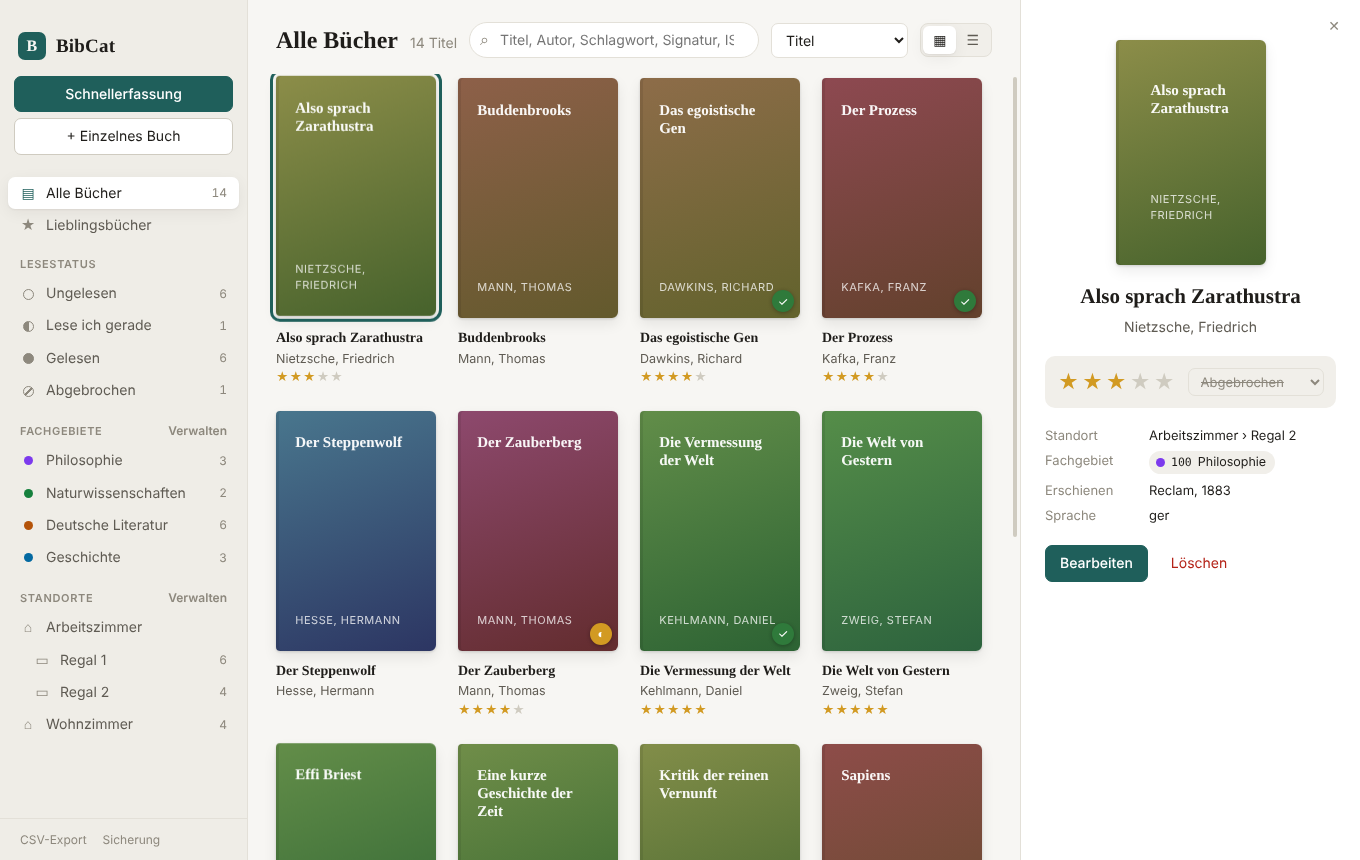 B BibCat
Schnellerfassung
+ Einzelnes Buch
Alle Bücher 14
Lieblingsbücher
LESESTATUS
Ungelesen 6
Lese ich gerade 1
Gelesen 6
Abgebrochen 1
FACHGEBIETE Verwalten
Philosophie 3
Naturwissenschaften 2
Deutsche Literatur 6
Geschichte 3
STANDORTE Verwalten
Arbeitszimmer
Regal 1 6
Regal 2 4
Wohnzimmer 4
CSV-Export Sicherung
Alle Bücher 14 Titel
Titel, Autor, Schlagwort, Signatur, IS
Titel
Also sprach
Zarathustra
NIETZSCHE,
FRIEDRICH
Also sprach Zarathustra
Nietzsche, Friedrich
★★★★★
Buddenbrooks
MANN, THOMAS
Buddenbrooks
Mann, Thomas
Das egoistische
Gen
DAWKINS, RICHARD
Das egoistische Gen
Dawkins, Richard
★★★★★
Der Prozess
KAFKA, FRANZ
Der Prozess
Kafka, Franz
★★★★★
Der Steppenwolf
HESSE, HERMANN
Der Steppenwolf
Hesse, Hermann
Der Zauberberg
MANN, THOMAS
Der Zauberberg
Mann, Thomas
★★★★★
Die Vermessung
der Welt
KEHLMANN, DANIEL
Die Vermessung der Welt
Kehlmann, Daniel
★★★★★
Die Welt von
Gestern
ZWEIG, STEFAN
Die Welt von Gestern
Zweig, Stefan
★★★★★
Effi Briest
Eine kurze
Geschichte der
Zeit
Kritik der reinen
Vernunft
Sapiens
×
Also sprach
Zarathustra
NIETZSCHE,
FRIEDRICH
Also sprach Zarathustra
Nietzsche, Friedrich
★★★★★ Abgebrochen
Standort Arbeitszimmer › Regal 2
Fachgebiet 100 Philosophie
Erschienen Reclam, 1883
Sprache ger
Bearbeiten Löschen